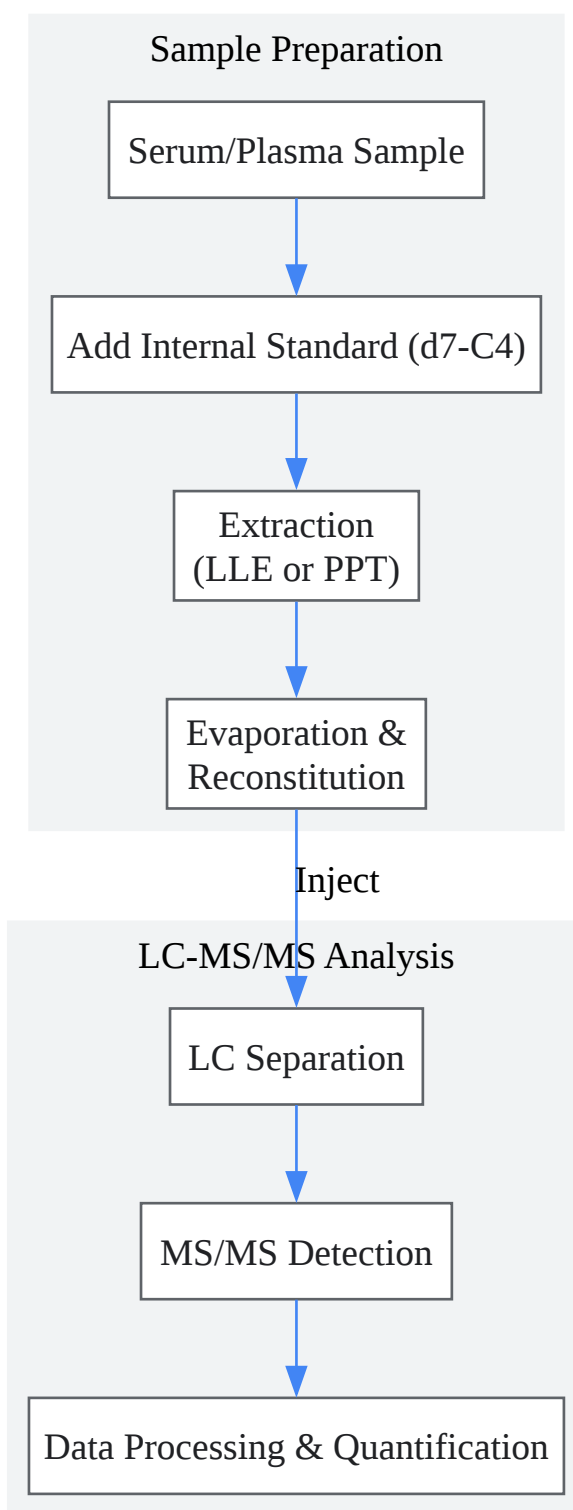 Sample Preparation
Serum/Plasma Sample
Add Internal Standard (d7-C4)
Extraction
(LLE or PPT)
Evaporation &
Reconstitution
Inject
LC-MS/MS Analysis
LC Separation
MS/MS Detection
Data Processing & Quantification